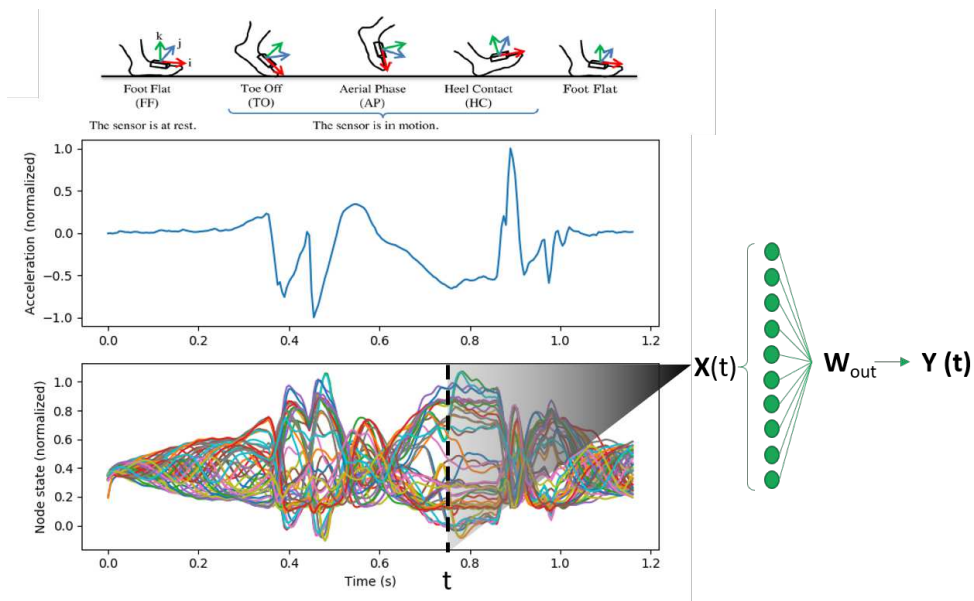 k
j
i
Foot Flat
(FF)
Toe Off
(TO)
Aerial Phase
(AP)
Heel Contact
(HC)
Foot Flat
The sensor is at rest.
The sensor is in motion.
Acceleration (normalized)
1.0
0.5
0.0
−0.5
−1.0
0.0 0.2 0.4 0.6 0.8 1.0 1.2
Node state (normalized)
1.0
0.8
0.6
0.4
0.2
0.0
0.0 0.2 0.4 0.6 0.8 1.0 1.2
Time (s)
t
X(t)
Wout
Y (t)